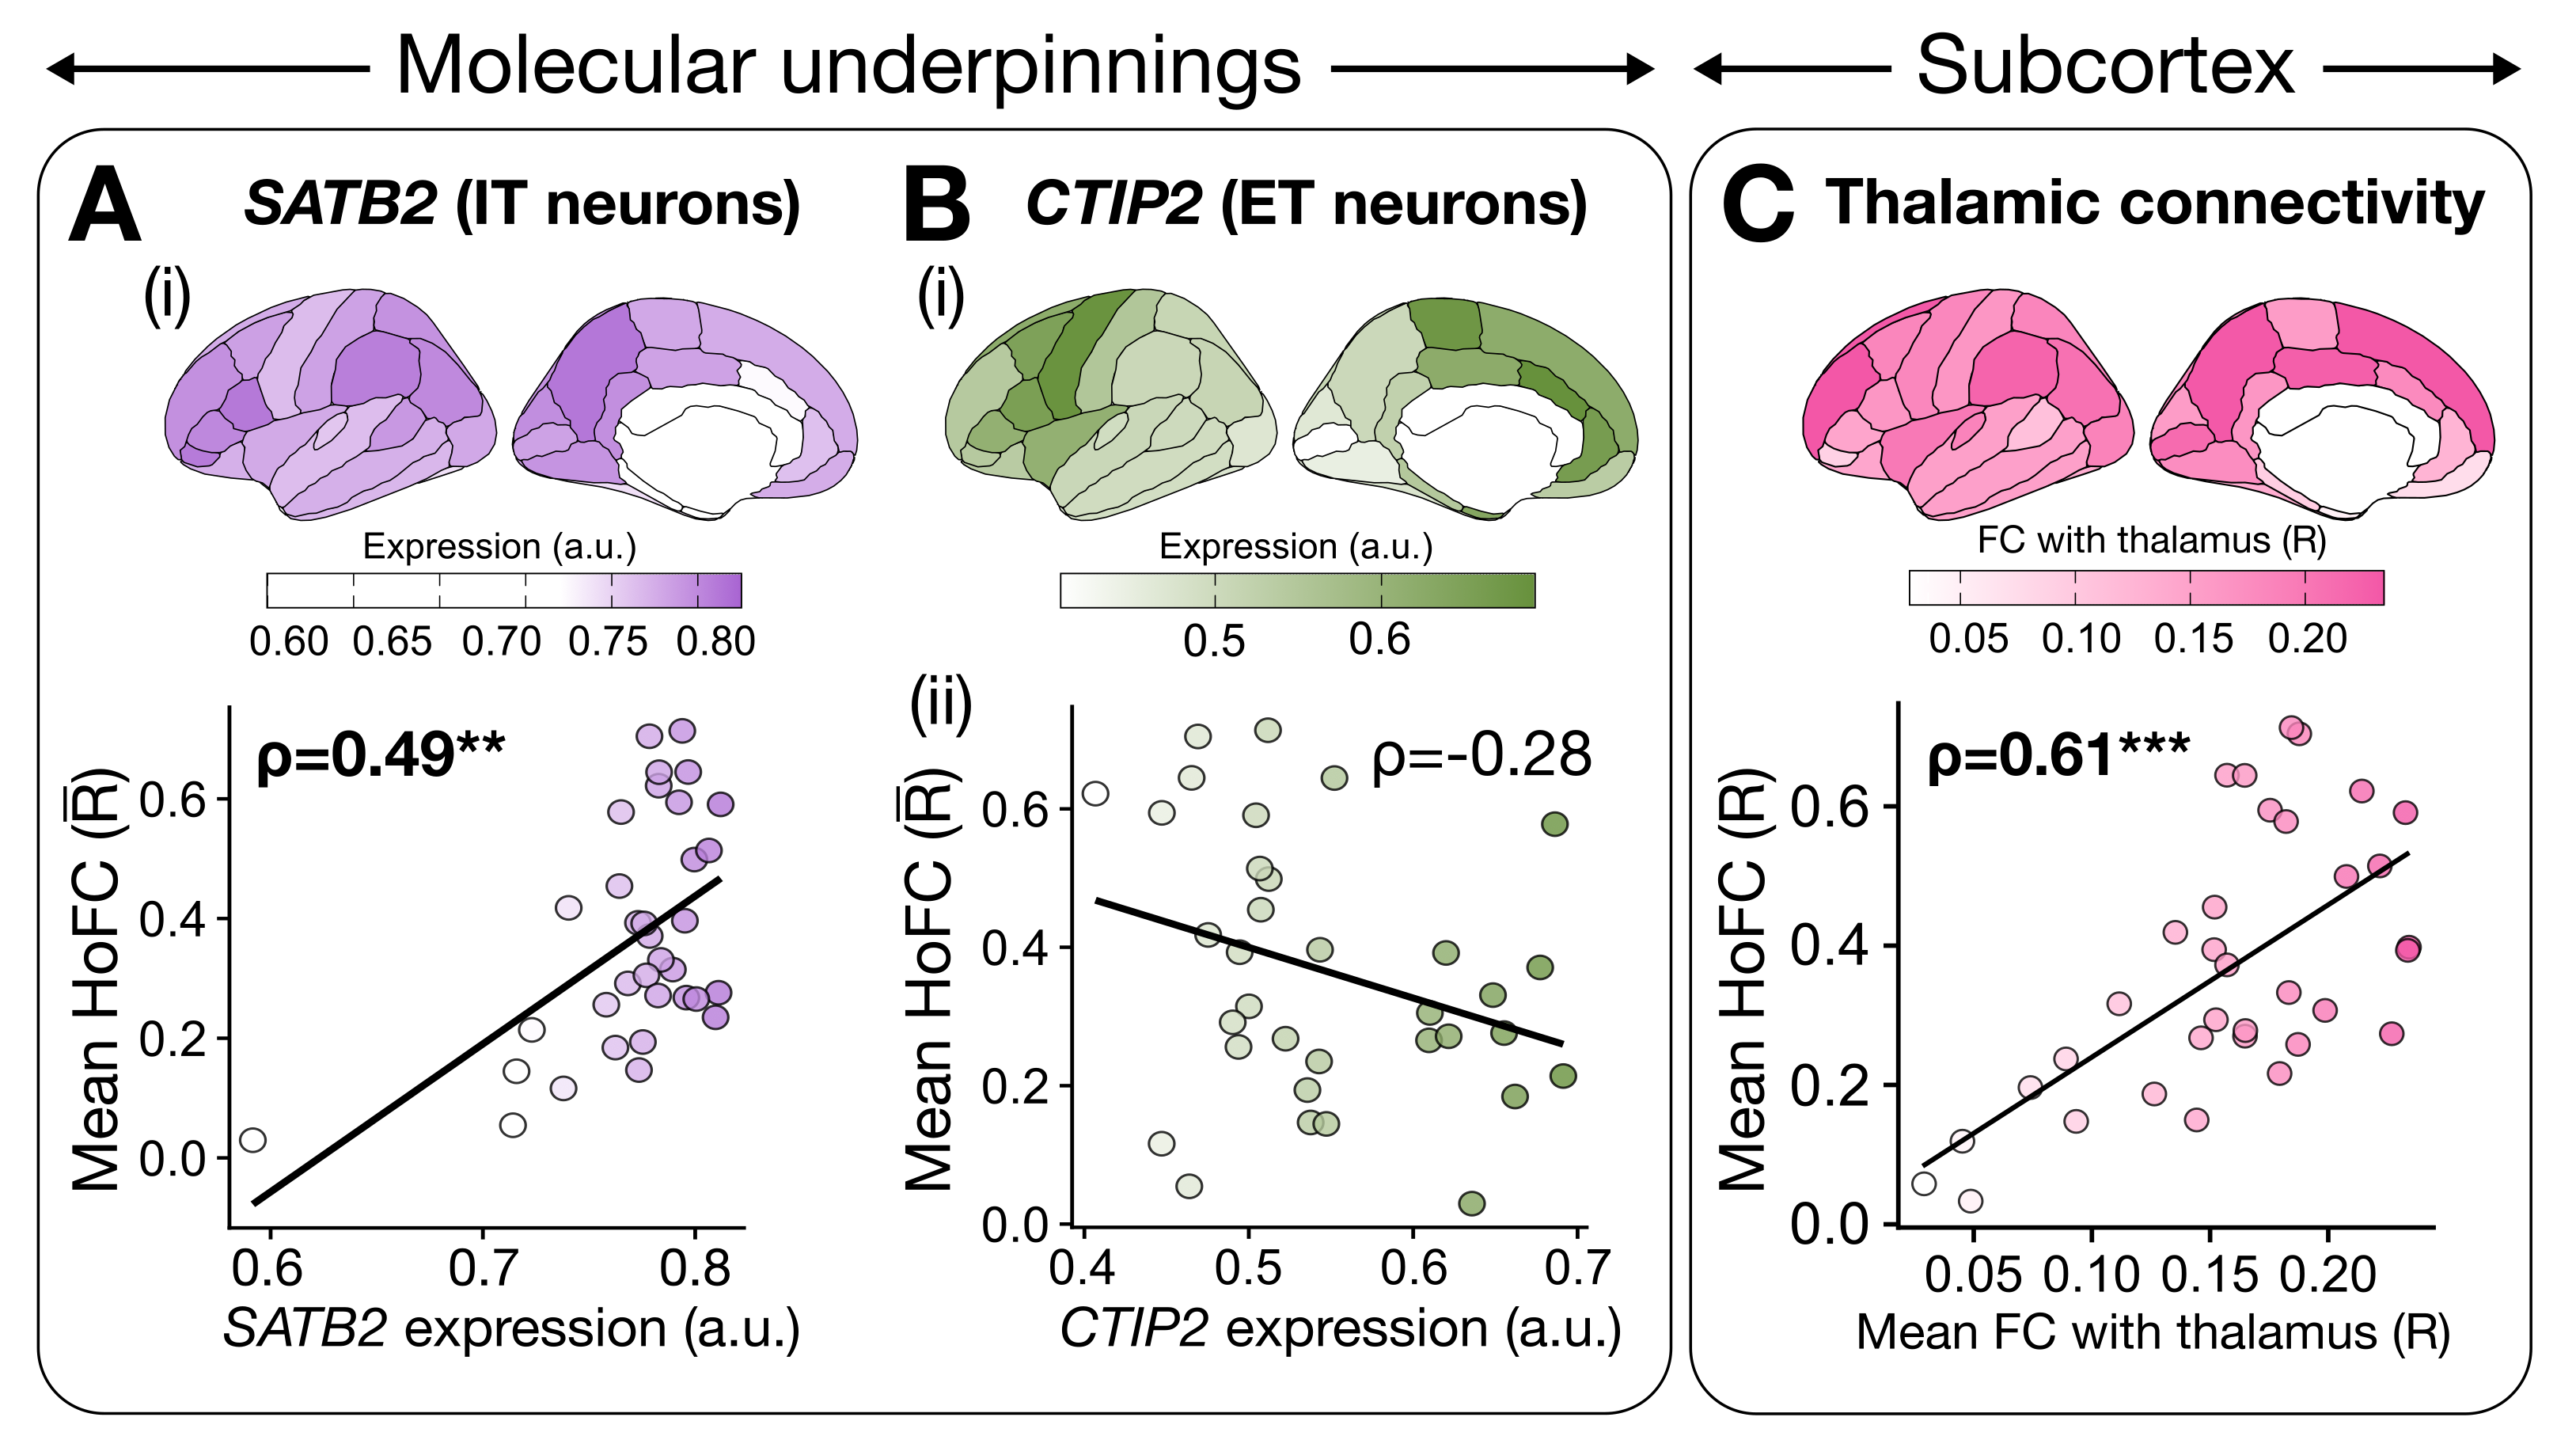 Molecular underpinnings
Subcortex
A SATB2 (IT neurons)
(i)
Expression (a.u.)
0.60 0.65 0.70 0.75 0.80
ρ=0.49**
Mean HoFC (R̅)
0.6
0.4
0.2
0.0
0.6 0.7 0.8
SATB2 expression (a.u.)
B CTIP2 (ET neurons)
(i)
Expression (a.u.)
0.5 0.6
(ii)
ρ=-0.28
Mean HoFC (R̅)
0.6
0.4
0.2
0.0
0.4 0.5 0.6 0.7
CTIP2 expression (a.u.)
C Thalamic connectivity
FC with thalamus (R)
0.05 0.10 0.15 0.20
ρ=0.61***
Mean HoFC (R)
0.6
0.4
0.2
0.0
0.05 0.10 0.15 0.20
Mean FC with thalamus (R)